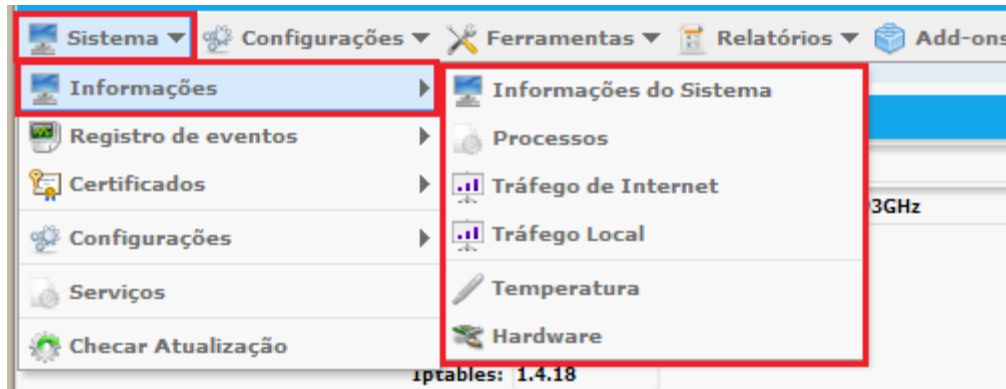 Sistema Configurações Ferramentas Relatórios Add-ons
Informações
Registro de eventos
Certificados
Configurações
Serviços
Checar Atualização
Informações do Sistema
Processos
Tráfego de Internet
Tráfego Local
Temperatura
Hardware
3GHz
Iptables: 1.4.18